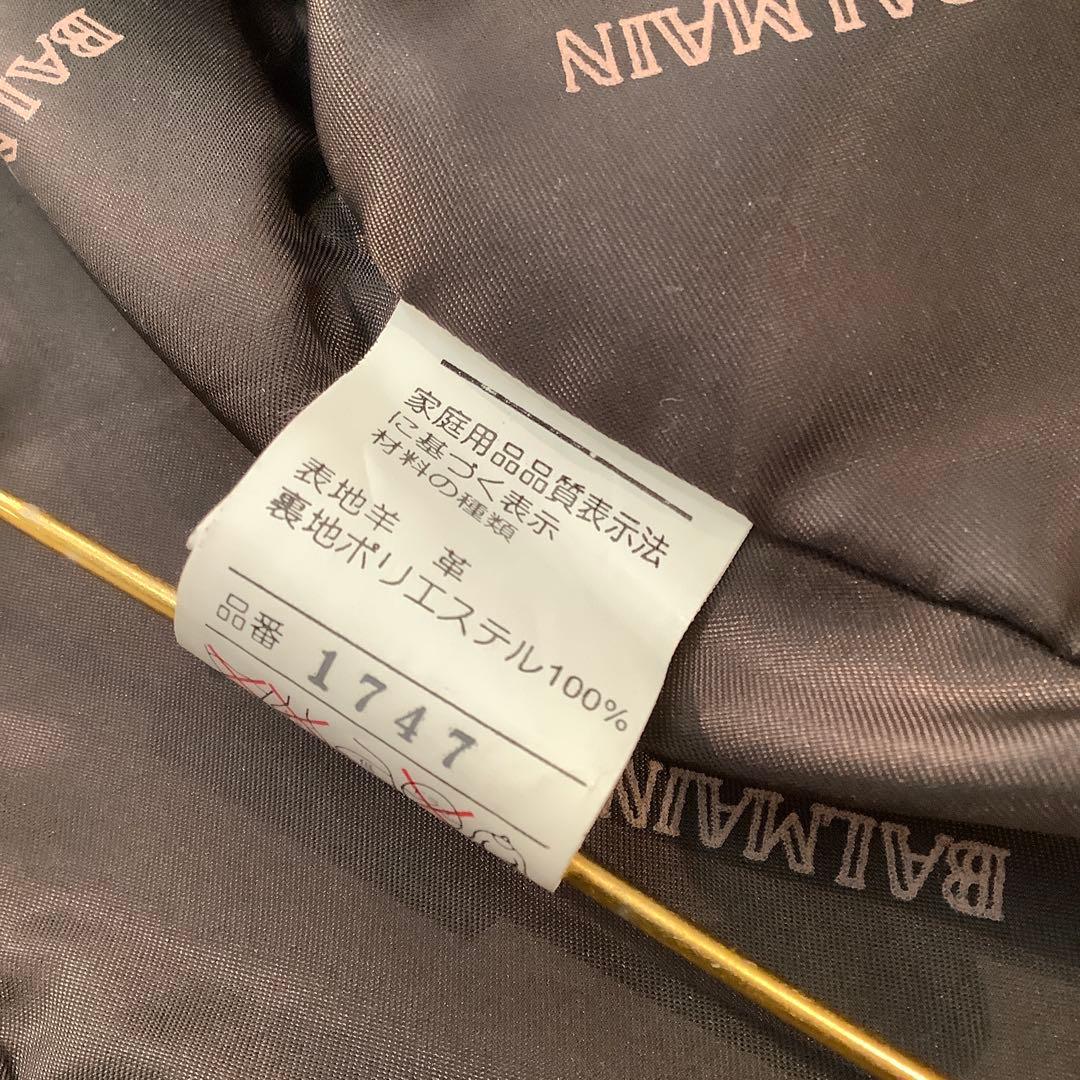 BALMAIN
BALMAIN
家庭用品品質表示法
に基づく表示
材料の種類
表地羊 革
裏地ポリエステル100%
品番 1747
BALMAIN